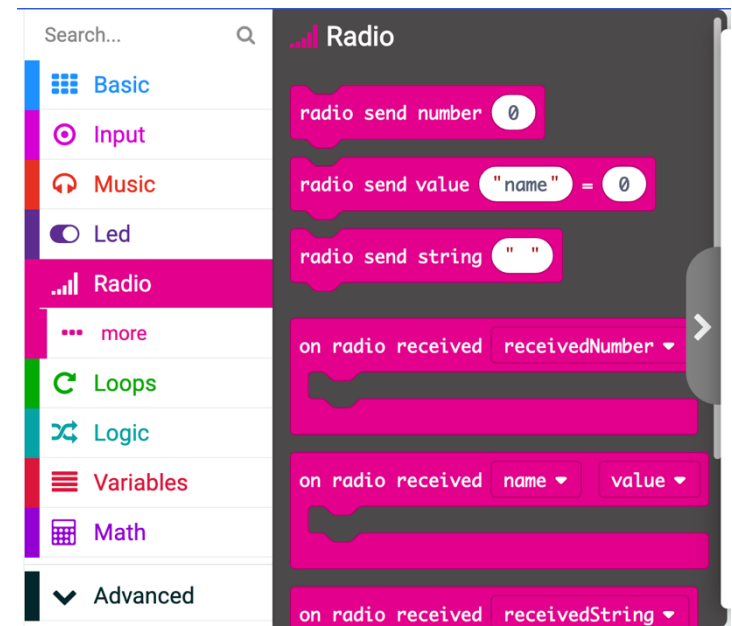 Search...
Basic
Input
Music
Led
Radio
more
Loops
Logic
Variables
Math
Advanced
Radio
radio send number 0
radio send value "name" = 0
radio send string " "
on radio received receivedNumber
on radio received name value
on radio received receivedString